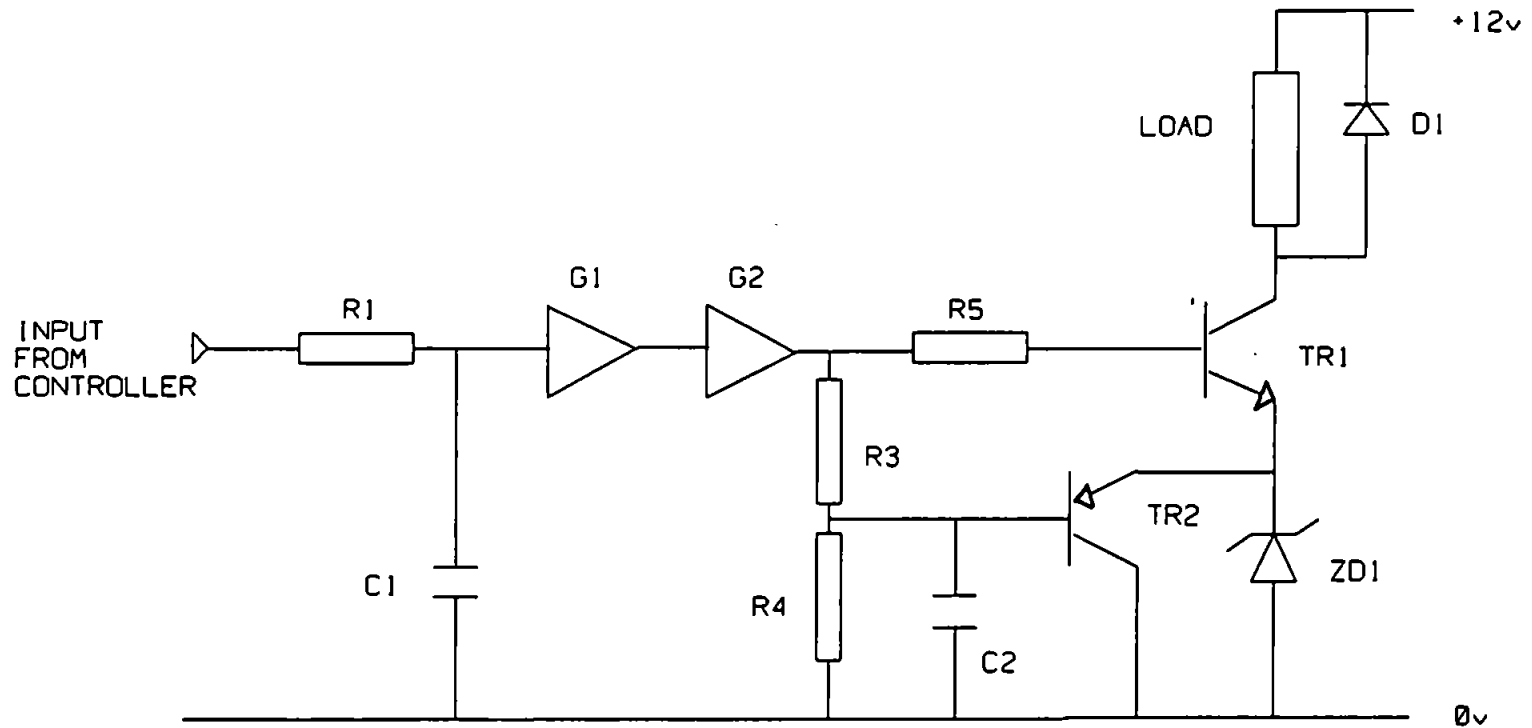 +12v
LOAD
D1
G1
G2
R1
R5
INPUT
FROM
CONTROLLER
TR1
R3
TR2
C1
R4
ZD1
C2
0v